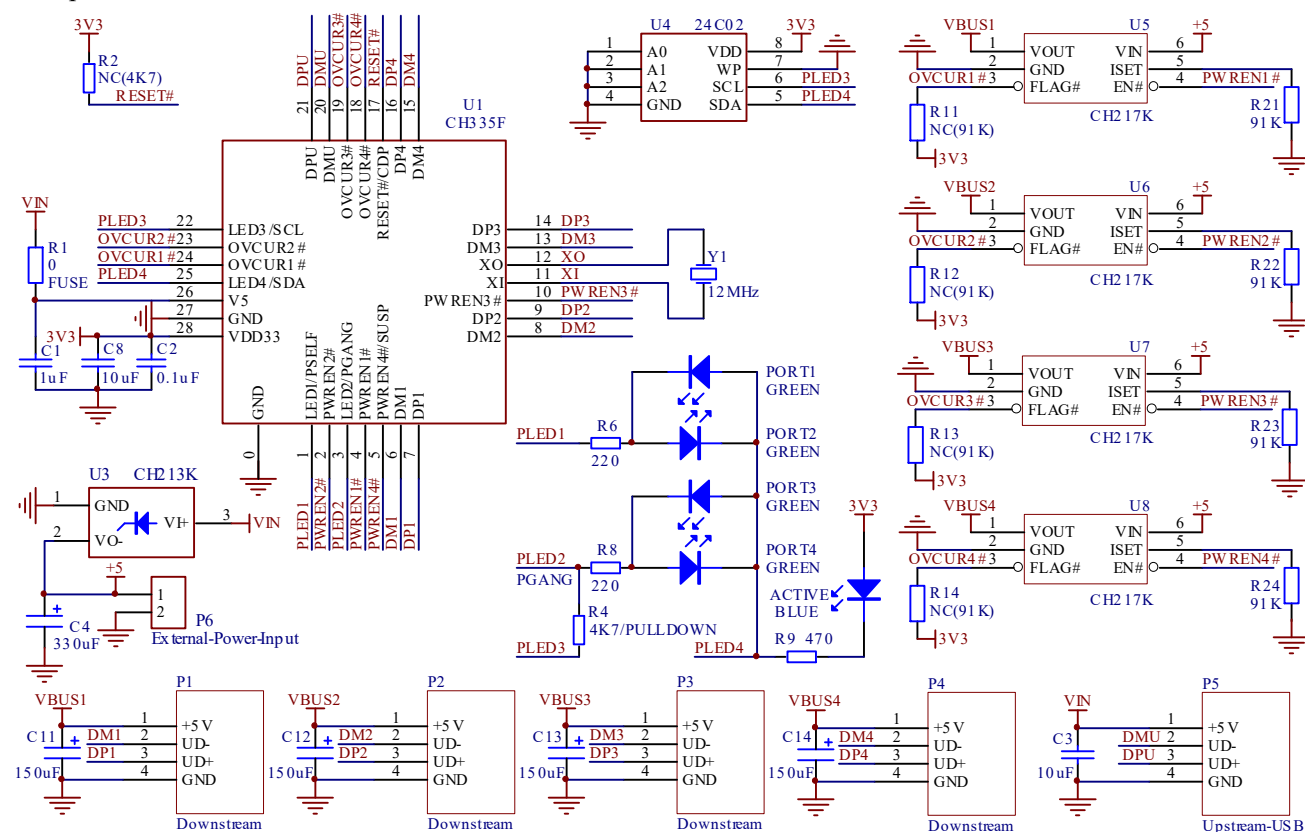 3V3
R2
NC(4K7)
RESET#
DPU
DMU
OVCUR3#
OVCUR4#
RESET#
DP4
DM4
21
20
19
18
17
16
15
U1
CH335F
DPU
DMU
OVCUR3#
OVCUR4#
RESET#/CDP
DP4
DM4
VIN
R1
0
FUSE
PLED3 22 LED3/SCL
OVCUR2# 23 OVCUR2#
OVCUR1# 24 OVCUR1#
PLED4 25 LED4/SDA
26 V5
27 GND
3V3 28 VDD33
C1
1uF
C8
10uF
C2
0.1uF
DP3 14 DP3
DM3 13 DM3
XO 12 XO
XI 11 XI
PWREN3# 10 PWREN3#
DP2 9 DP2
DM2 8 DM2
Y1
12MHz
GND
LED1/PSELF
PWREN2#
LED2/PGANG
PWREN1#
PWREN4#/SUSP
DM1
DP1
0
1
2
3
4
5
6
7
PLED1
PWREN2#
PLED2
PWREN1#
PWREN4#
DM1
DP1
U4 24C02
1 A0
2 A1
3 A2
4 GND
VDD 8 3V3
WP 7
SCL 6 PLED3
SDA 5 PLED4
VBUS1 U5 +5
1 VOUT VIN 6
2 GND ISET 5
OVCUR1# 3 FLAG# EN# 4 PWREN1#
R11
NC(91K)
3V3
CH217K
R21
91K
VBUS2 U6 +5
1 VOUT VIN 6
2 GND ISET 5
OVCUR2# 3 FLAG# EN# 4 PWREN2#
R12
NC(91K)
3V3
CH217K
R22
91K
VBUS3 U7 +5
1 VOUT VIN 6
2 GND ISET 5
OVCUR3# 3 FLAG# EN# 4 PWREN3#
R13
NC(91K)
3V3
CH217K
R23
91K
VBUS4 U8 +5
1 VOUT VIN 6
2 GND ISET 5
OVCUR4# 3 FLAG# EN# 4 PWREN4#
R14
NC(91K)
3V3
CH217K
R24
91K
U3 CH213K
1 GND
2 VO-
VI+ 3 VIN
+5
C4
330uF
1
2
P6
External-Power-Input
PLED1 R6
220
PORT1
GREEN
PORT2
GREEN
PLED2
PGANG
R8
220
PORT3
GREEN
PORT4
GREEN
R4
4K7/PULLDOWN
PLED3
PLED4 R9 470
3V3
ACTIVE
BLUE
VBUS1 P1
C11
150uF
1 +5V
DM1 2 UD-
DP1 3 UD+
4 GND
Downstream
VBUS2 P2
C12
150uF
1 +5V
DM2 2 UD-
DP2 3 UD+
4 GND
Downstream
VBUS3 P3
C13
150uF
1 +5V
DM3 2 UD-
DP3 3 UD+
4 GND
Downstream
VBUS4 P4
C14
150uF
1 +5V
DM4 2 UD-
DP4 3 UD+
4 GND
Downstream
VIN P5
C3
10uF
1 +5V
DMU 2 UD-
DPU 3 UD+
4 GND
Upstream-USB